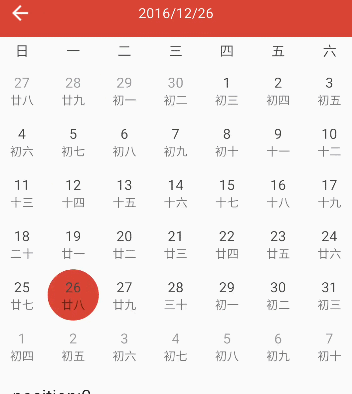 2016/12/26
日 一 二 三 四 五 六
27 28 29 30 1 2 3
廿八 廿九 初一 初二 初三 初四 初五
4 5 6 7 8 9 10
初六 初七 初八 初九 初十 十一 十二
11 12 13 14 15 16 17
十三 十四 十五 十六 十七 十八 十九
18 19 20 21 22 23 24
二十 廿一 廿二 廿三 廿四 廿五 廿六
25 26 27 28 29 30 31
廿七 廿八 廿九 三十 初一 初二 初三
1 2 3 4 5 6 7
初四 初五 初六 初七 初八 初九 初十
position:0